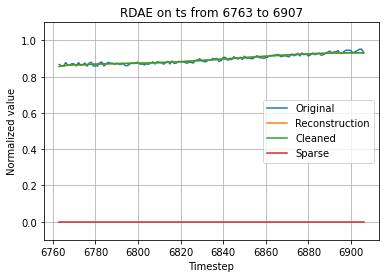 RDAE on ts from 6763 to 6907
Normalized value
1.0
0.8
0.6
0.4
0.2
0.0
Original
Reconstruction
Cleaned
Sparse
6760 6780 6800 6820 6840 6860 6880 6900
Timestep